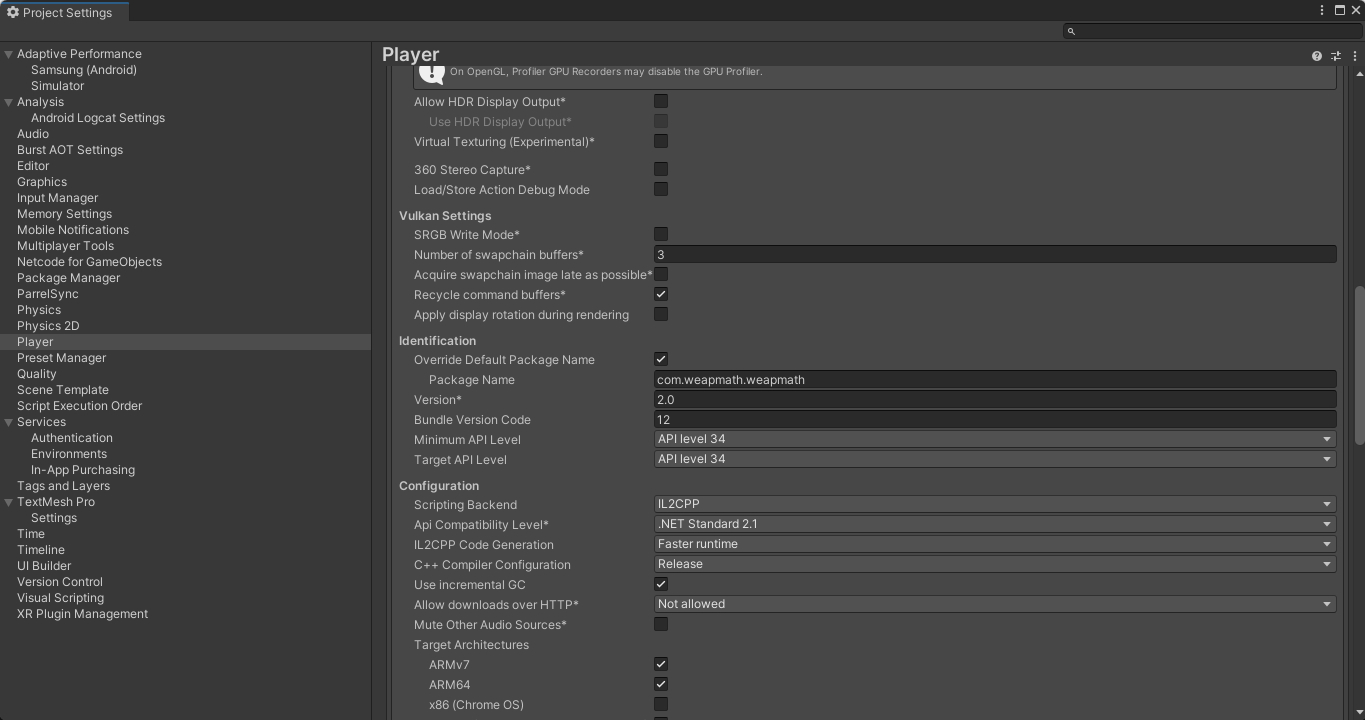 Project Settings
Adaptive Performance
Samsung (Android)
Simulator
Analysis
Android Logcat Settings
Audio
Burst AOT Settings
Editor
Graphics
Input Manager
Memory Settings
Mobile Notifications
Multiplayer Tools
Netcode for GameObjects
Package Manager
ParrelSync
Physics
Physics 2D
Player
Preset Manager
Quality
Scene Template
Script Execution Order
Services
Authentication
Environments
In-App Purchasing
Tags and Layers
TextMesh Pro
Settings
Time
Timeline
UI Builder
Version Control
Visual Scripting
XR Plugin Management
Player
On OpenGL, Profiler GPU Recorders may disable the GPU Profiler.
Allow HDR Display Output*
Use HDR Display Output*
Virtual Texturing (Experimental)*
360 Stereo Capture*
Load/Store Action Debug Mode
Vulkan Settings
SRGB Write Mode*
Number of swapchain buffers* 3
Acquire swapchain image late as possible*
Recycle command buffers*
Apply display rotation during rendering
Identification
Override Default Package Name
Package Name com.weapmath.weapmath
Version* 2.0
Bundle Version Code 12
Minimum API Level API level 34
Target API Level API level 34
Configuration
Scripting Backend IL2CPP
Api Compatibility Level* .NET Standard 2.1
IL2CPP Code Generation Faster runtime
C++ Compiler Configuration Release
Use incremental GC
Allow downloads over HTTP* Not allowed
Mute Other Audio Sources*
Target Architectures
ARMv7
ARM64
x86 (Chrome OS)